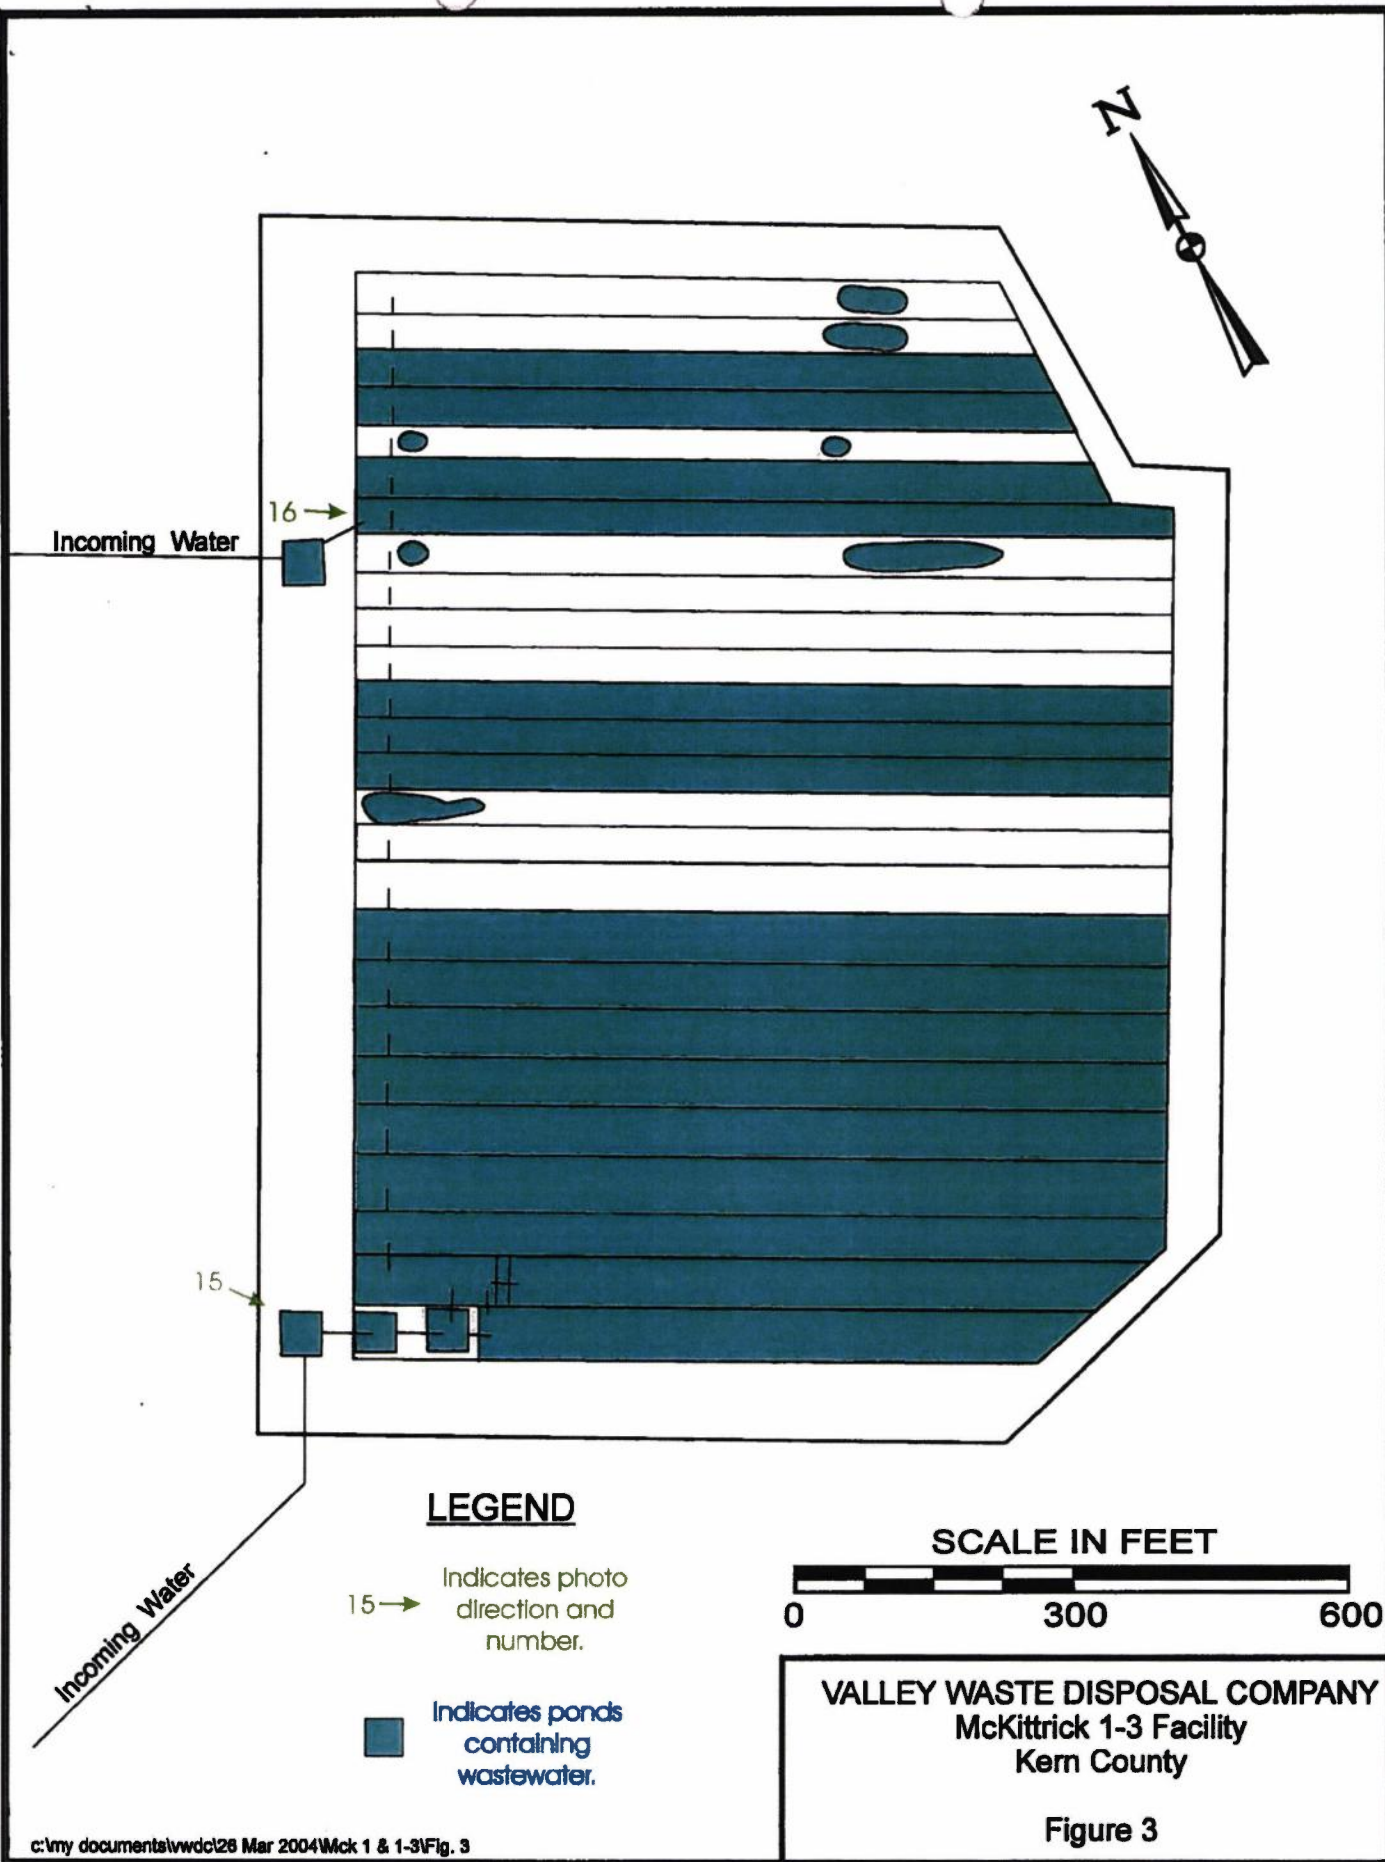 N
16
Incoming Water
15
Incoming Water
LEGEND
15
Indicates photo
direction and
number.
Indicates ponds
containing
wastewater.
SCALE IN FEET
0 300 600
VALLEY WASTE DISPOSAL COMPANY
McKittrick 1-3 Facility
Kern County
Figure 3
c:\my documents\vwdc\26 Mar 2004\Mck 1 & 1-3\Fig. 3